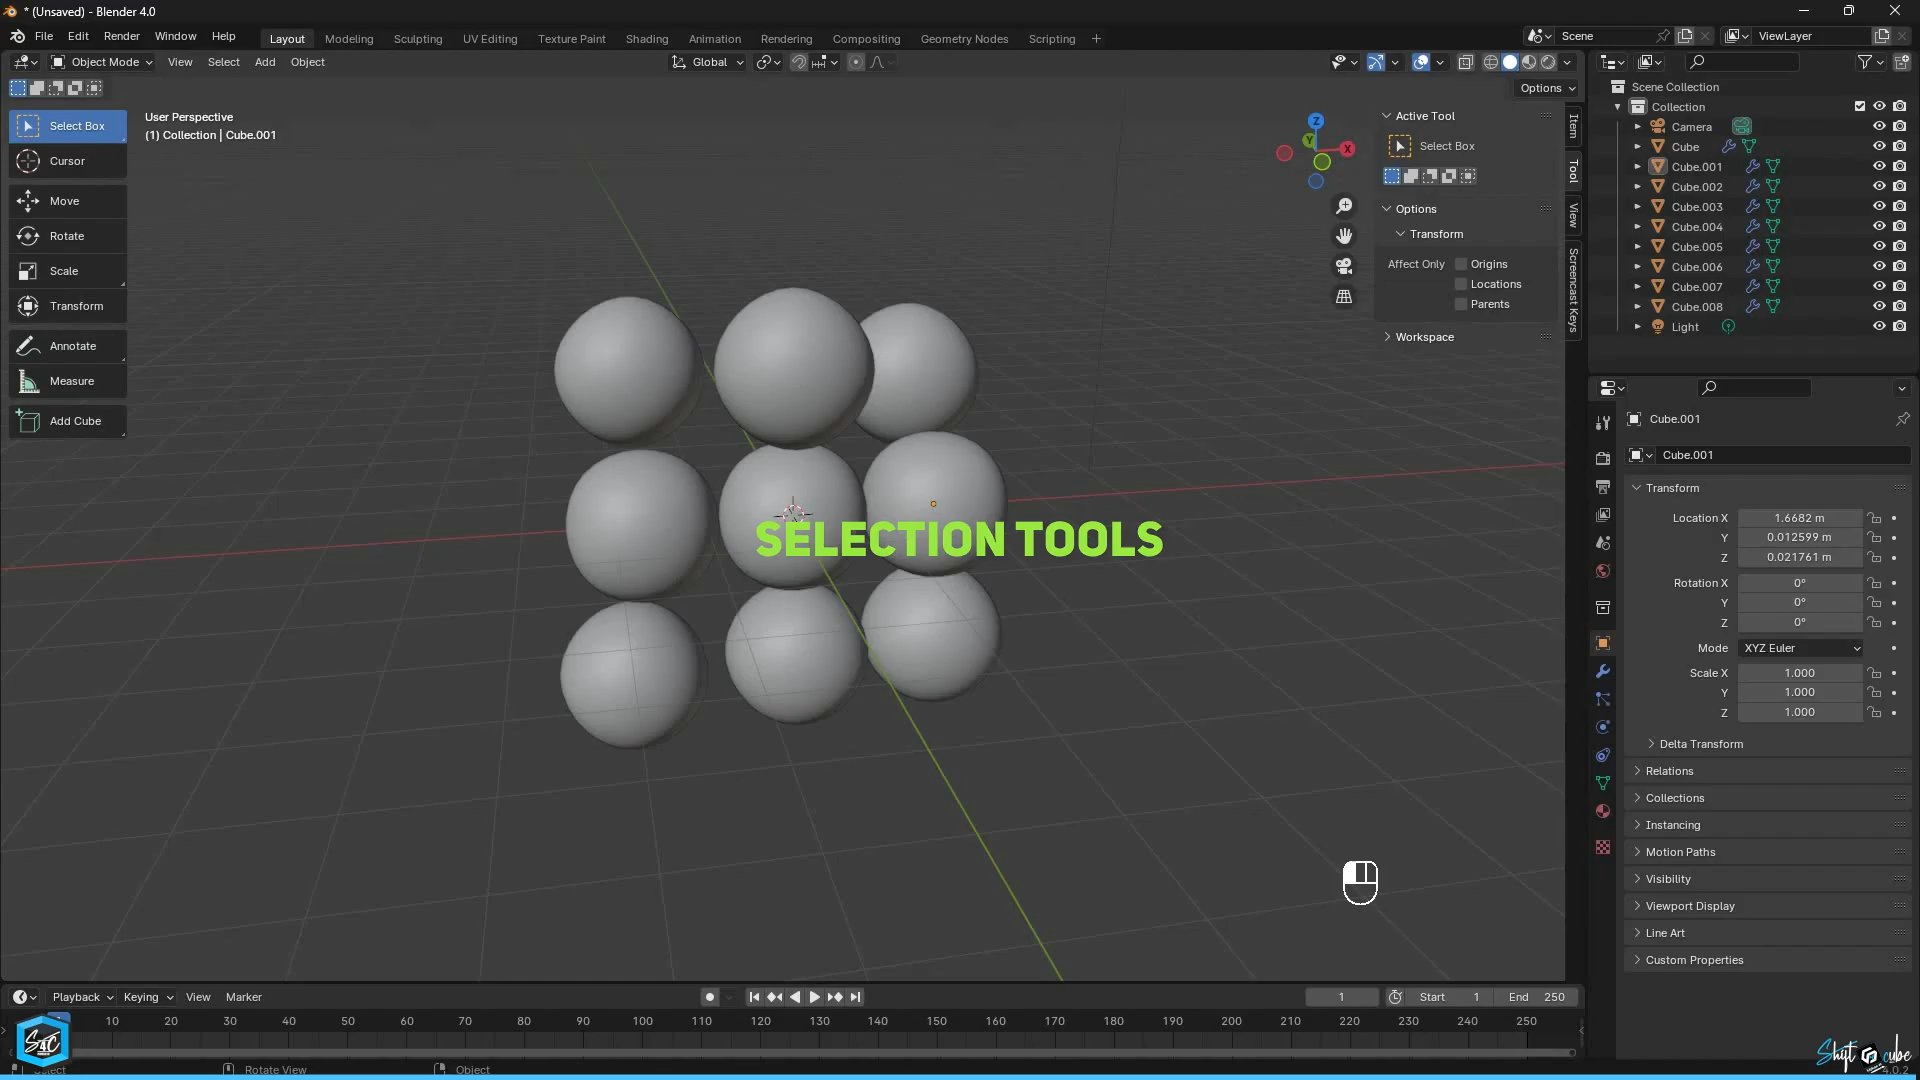 * (Unsaved) - Blender 4.0
File Edit Render Window Help
Layout Modeling Sculpting UV Editing Texture Paint Shading Animation Rendering Compositing Geometry Nodes Scripting +
Scene
ViewLayer
Object Mode View Select Add Object
Global
Options
Select Box
Cursor
Move
Rotate
Scale
Transform
Annotate
Measure
Add Cube
User Perspective
(1) Collection | Cube.001
Z
Y
X
SELECTION TOOLS
Active Tool
Select Box
Options
Transform
Affect Only Origins
Locations
Parents
Workspace
Item
Tool
View
Screencast Keys
Scene Collection
Collection
Camera
Cube
Cube.001
Cube.002
Cube.003
Cube.004
Cube.005
Cube.006
Cube.007
Cube.008
Light
Cube.001
Cube.001
Transform
Location X 1.6682 m
Y 0.012599 m
Z 0.021761 m
Rotation X 0°
Y 0°
Z 0°
Mode XYZ Euler
Scale X 1.000
Y 1.000
Z 1.000
Delta Transform
Relations
Collections
Instancing
Motion Paths
Visibility
Viewport Display
Line Art
Custom Properties
Playback Keying View Marker
1 Start 1 End 250
10 20 30 40 50 60 70 80 90 100 110 120 130 140 150 160 170 180 190 200 210 220 230 240 250
S4C
Select Rotate View Object
Shift 4 cube
4.0.2